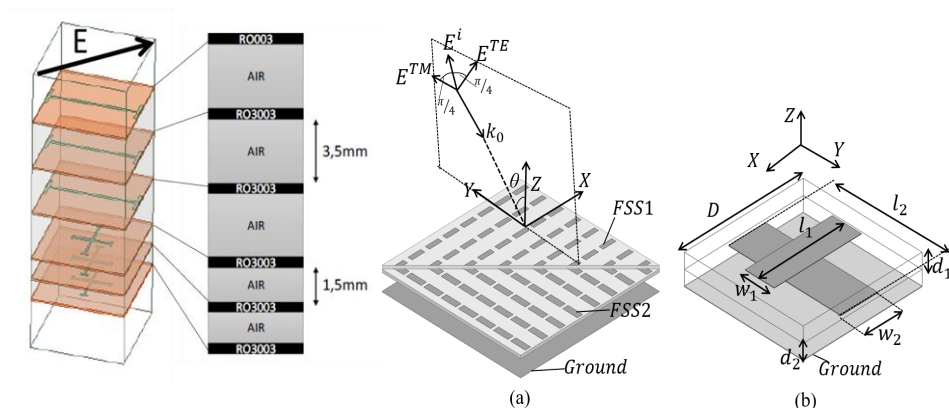 E
RO003
AIR
RO3003
AIR
3,5mm
RO3003
AIR
RO3003
AIR
1,5mm
RO3003
AIR
RO3003
E^i
E^TE
E^TM
π/4
π/4
k_0
θ
Z
Y
X
FSS1
FSS2
Ground
(a)
Z
X
Y
D
l_2
l_1
d_1
w_1
w_2
d_2
Ground
(b)